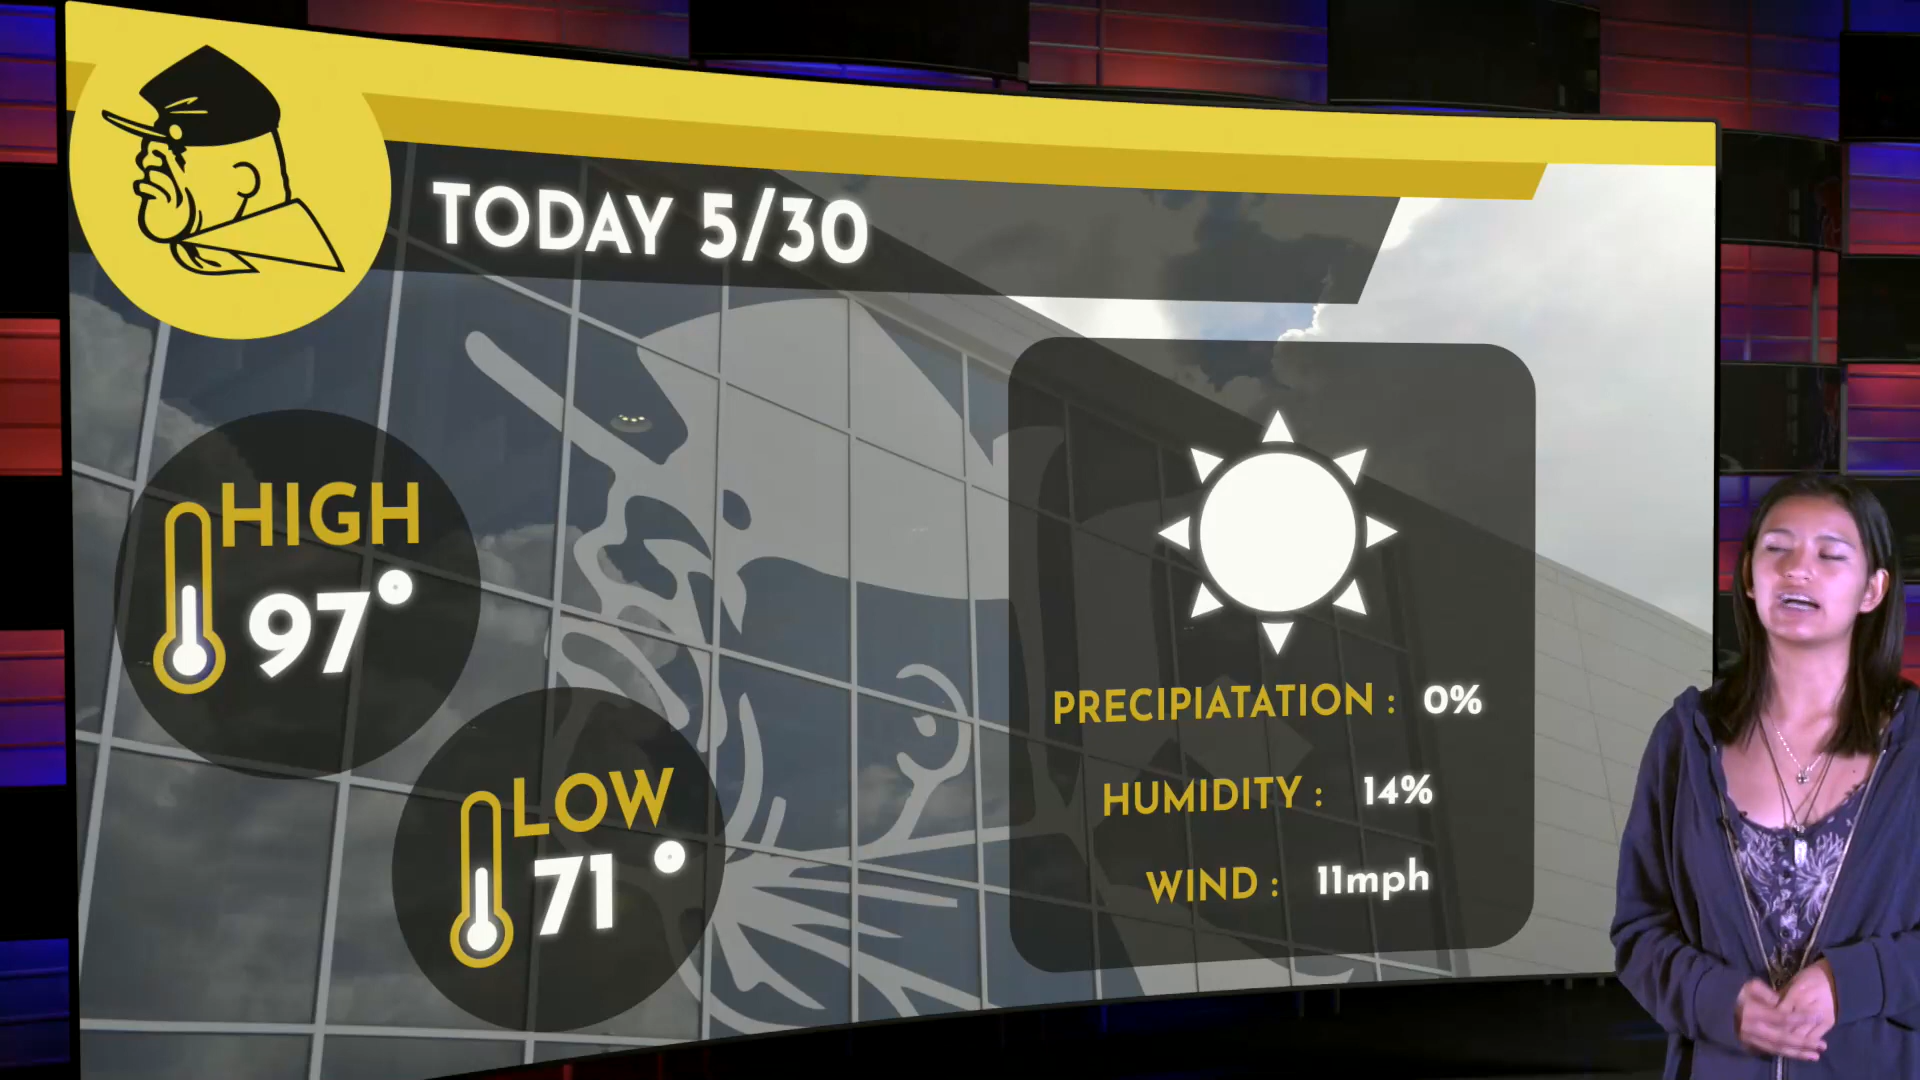 TODAY 5/30
HIGH
97°
LOW
71°
PRECIPIATATION : 0%
HUMIDITY : 14%
WIND : 11mph